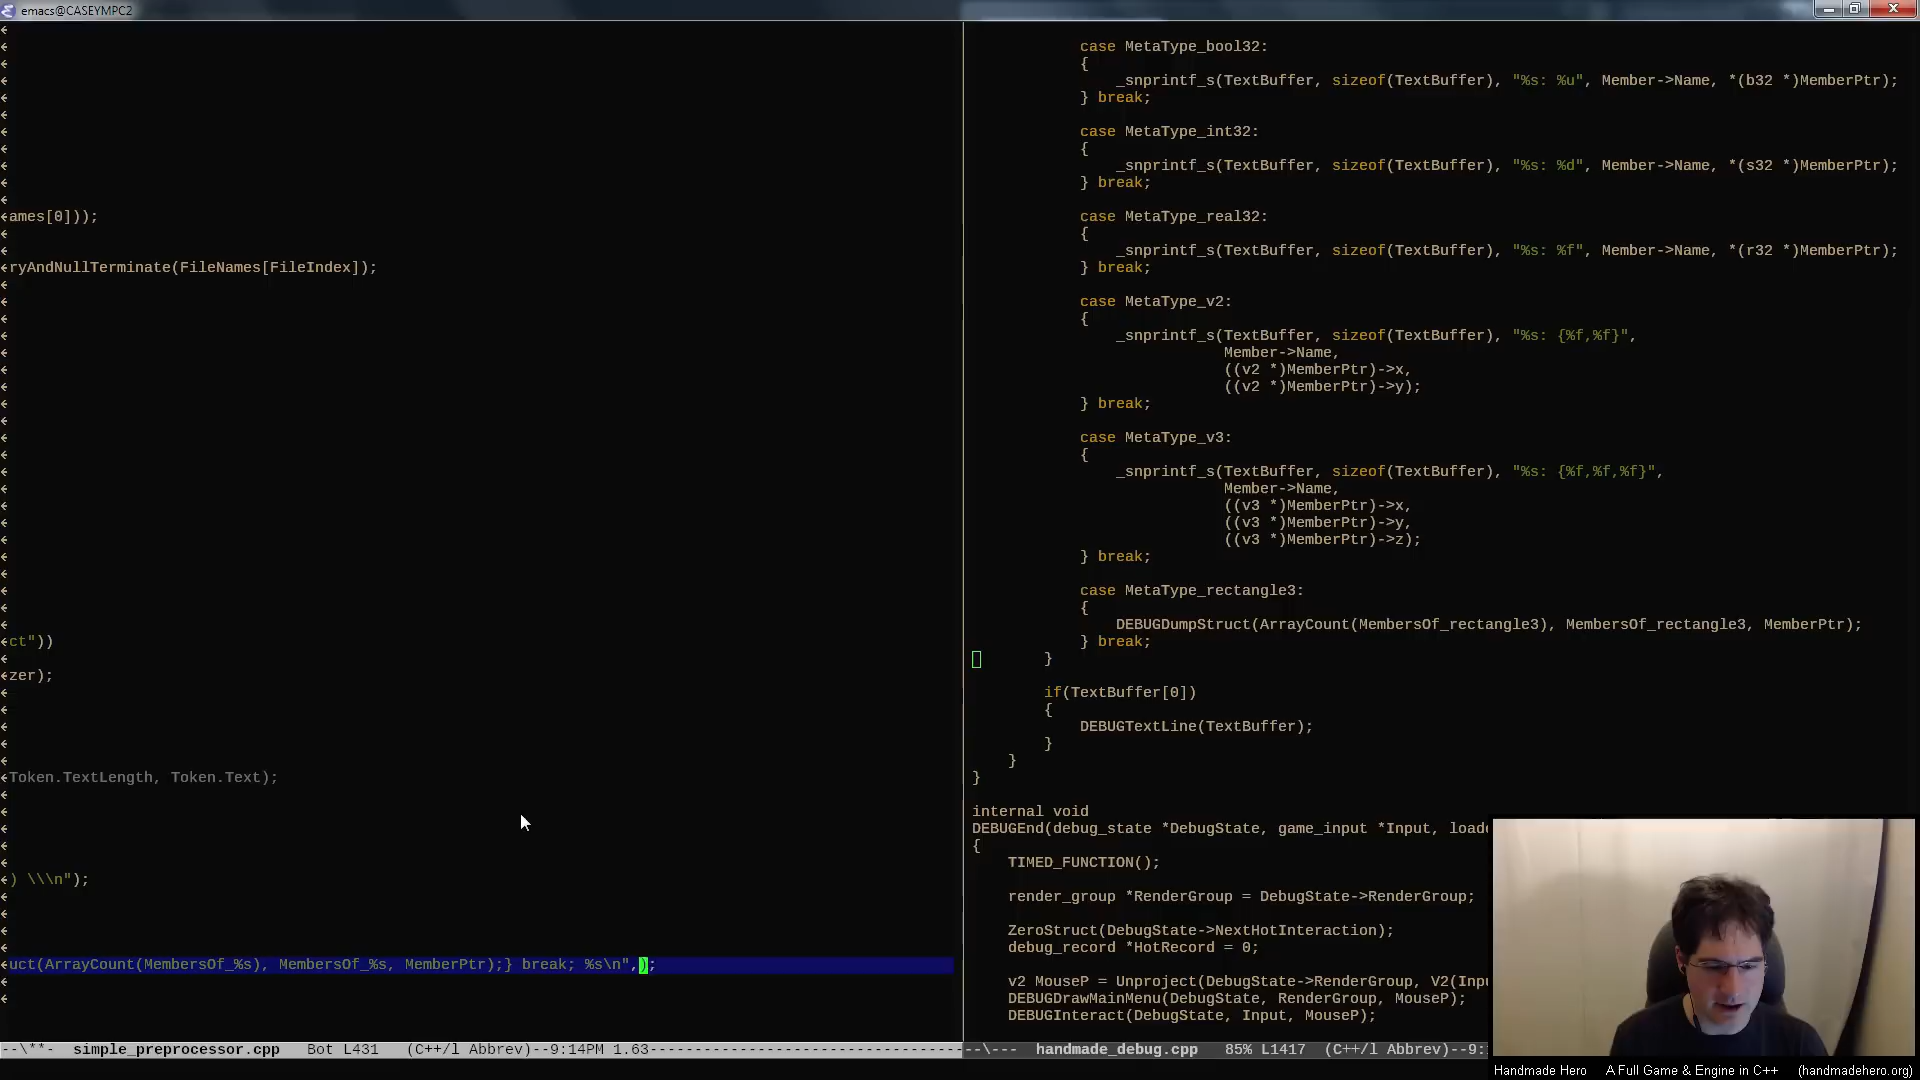 emacs@CASEYMPC2
ames[0]));
ryAndNullTerminate(FileNames[FileIndex]);
ct"))
zer);
Token.TextLength, Token.Text);
) \\\n");
uct(ArrayCount(MembersOf_%s), MembersOf_%s, MemberPtr);} break; %s\n",);
--\**-  simple_preprocessor.cpp   Bot L431   (C++/l Abbrev)--9:14PM 1.63
case MetaType_bool32:
{
_snprintf_s(TextBuffer, sizeof(TextBuffer), "%s: %u", Member->Name, *(b32 *)MemberPtr);
} break;
case MetaType_int32:
{
_snprintf_s(TextBuffer, sizeof(TextBuffer), "%s: %d", Member->Name, *(s32 *)MemberPtr);
} break;
case MetaType_real32:
{
_snprintf_s(TextBuffer, sizeof(TextBuffer), "%s: %f", Member->Name, *(r32 *)MemberPtr);
} break;
case MetaType_v2:
{
_snprintf_s(TextBuffer, sizeof(TextBuffer), "%s: {%f,%f}",
Member->Name,
((v2 *)MemberPtr)->x,
((v2 *)MemberPtr)->y);
} break;
case MetaType_v3:
{
_snprintf_s(TextBuffer, sizeof(TextBuffer), "%s: {%f,%f,%f}",
Member->Name,
((v3 *)MemberPtr)->x,
((v3 *)MemberPtr)->y,
((v3 *)MemberPtr)->z);
} break;
case MetaType_rectangle3:
{
DEBUGDumpStruct(ArrayCount(MembersOf_rectangle3), MembersOf_rectangle3, MemberPtr);
} break;
}
if(TextBuffer[0])
{
DEBUGTextLine(TextBuffer);
}
}
}
internal void
DEBUGEnd(debug_state *DebugState, game_input *Input, load
{
TIMED_FUNCTION();
render_group *RenderGroup = DebugState->RenderGroup;
ZeroStruct(DebugState->NextHotInteraction);
debug_record *HotRecord = 0;
v2 MouseP = Unproject(DebugState->RenderGroup, V2(Inpu
DEBUGDrawMainMenu(DebugState, RenderGroup, MouseP);
DEBUGInteract(DebugState, Input, MouseP);
--\---  handmade_debug.cpp    85% L1417  (C++/l Abbrev)--9:
Handmade Hero    A Full Game & Engine in C++    (handmadehero.org)